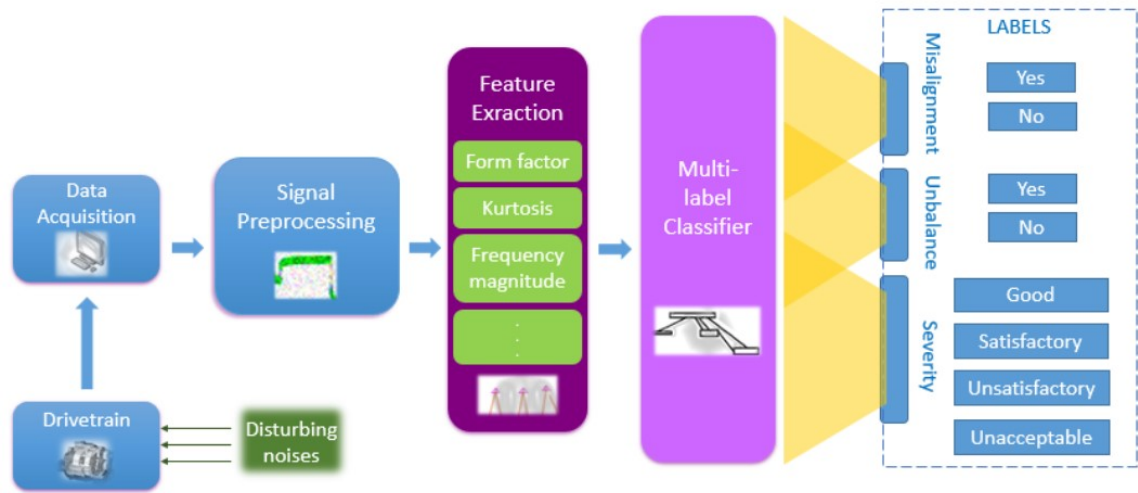 Data
Acquisition
Signal
Preprocessing
Drivetrain
Disturbing
noises
Feature
Exraction
Form factor
Kurtosis
Frequency
magnitude
.
.
.
Multi-
label
Classifier
LABELS
Misalignment
Yes
No
Unbalance
Yes
No
Severity
Good
Satisfactory
Unsatisfactory
Unacceptable